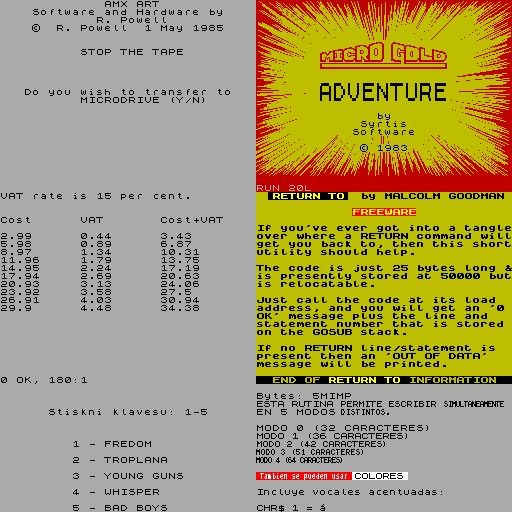 AMX ART
Software and Hardware by
R. Powell
© R. Powell 1 May 1985
STOP THE TAPE
Do you wish to transfer to
MICRODRIVE (Y/N)
MICRO GOLD
ADVENTURE
by
Syrtis
Software
© 1983
RUN 20L
VAT rate is 15 per cent.
Cost VAT Cost+VAT
2.99 0.44 3.43
5.98 0.89 6.87
8.97 1.34 10.31
11.96 1.79 13.75
14.95 2.24 17.19
17.94 2.69 20.63
20.93 3.13 24.06
23.92 3.58 27.5
26.91 4.03 30.94
29.9 4.48 34.38
0 OK, 180:1
RETURN TO by MALCOLM GOODMAN
FREEWARE
If you've ever got into a tangle
over where a RETURN command will
get you back to, then this short
utility should help.
The code is just 25 bytes long &
is presently stored at 50000 but
is relocatable.
Just call the code at its load
address, and you will get an '0
OK' message plus the line and
statement number that is stored
on the GOSUB stack.
If no RETURN line/statement is
present then an 'OUT OF DATA'
message will be printed.
END OF RETURN TO INFORMATION
Stiskni klavesu: 1-5
1 - FREDOM
2 - TROPLANA
3 - YOUNG GUNS
4 - WHISPER
5 - BAD BOYS
Bytes: 5MIMP
ESTA RUTINA PERMITE ESCRIBIR SIMULTANEAMENTE
EN 5 MODOS DISTINTOS.
MODO 0 (32 CARACTERES)
MODO 1 (36 CARACTERES)
MODO 2 (42 CARACTERES)
MODO 3 (51 CARACTERES)
MODO 4 (64 CARACTERES)
Tambien se pueden usar COLORES
Incluye vocales acentuadas:
CHR$ 1 = á